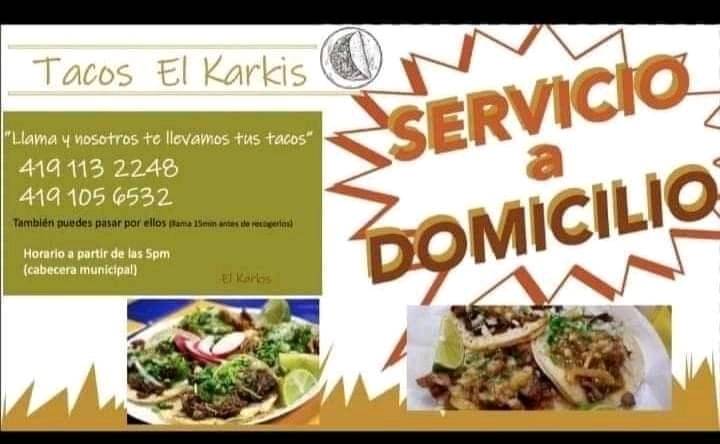 Tacos El Karkis
"Llama y nosotros te llevamos tus tacos"
419 113 2248
419 105 6532
También puedes pasar por ellos (llama 15min antes de recogerlos)
Horario a partir de las 5pm
(cabecera municipal)
El Karkis
SERVICIO
a
DOMICILIO